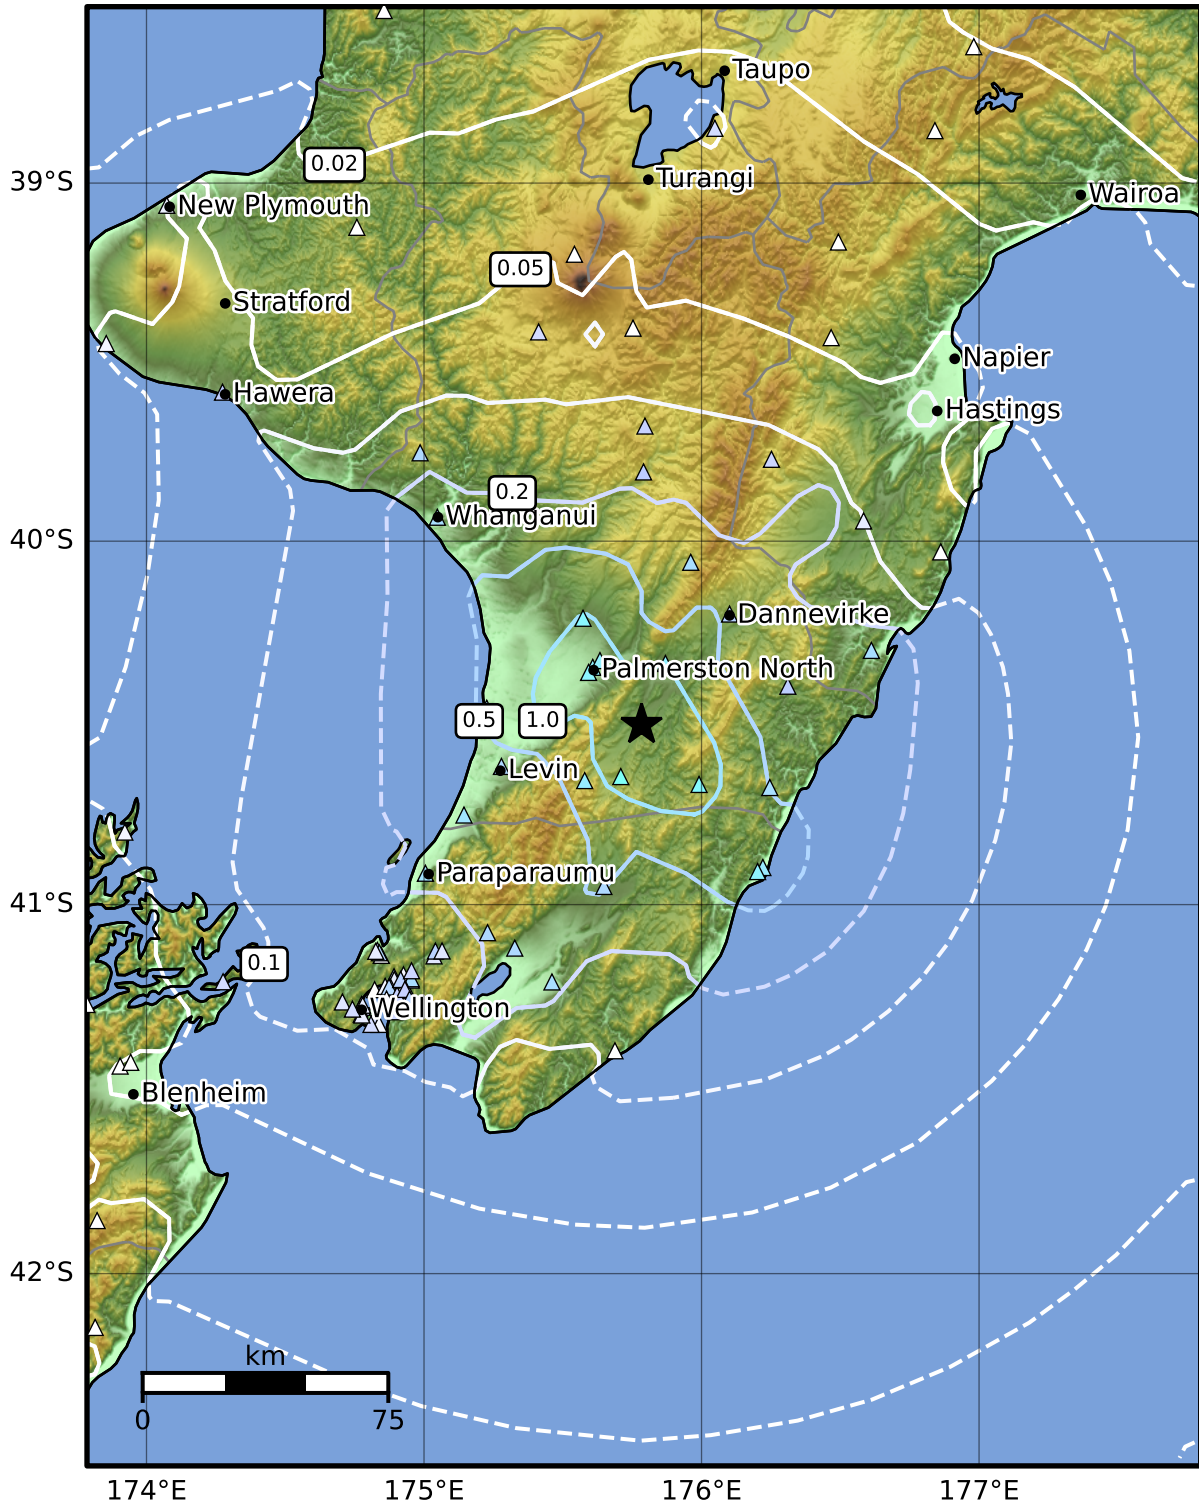 Taupo
0.02
39°S
Turangi
Wairoa
New Plymouth
0.05
Stratford
Napier
Hawera
Hastings
0.2
Whanganui
40°S
Dannevirke
Palmerston North
0.5
1.0
Levin
Paraparaumu
41°S
0.1
Wellington
Blenheim
42°S
km
0
75
174°E
175°E
176°E
177°E